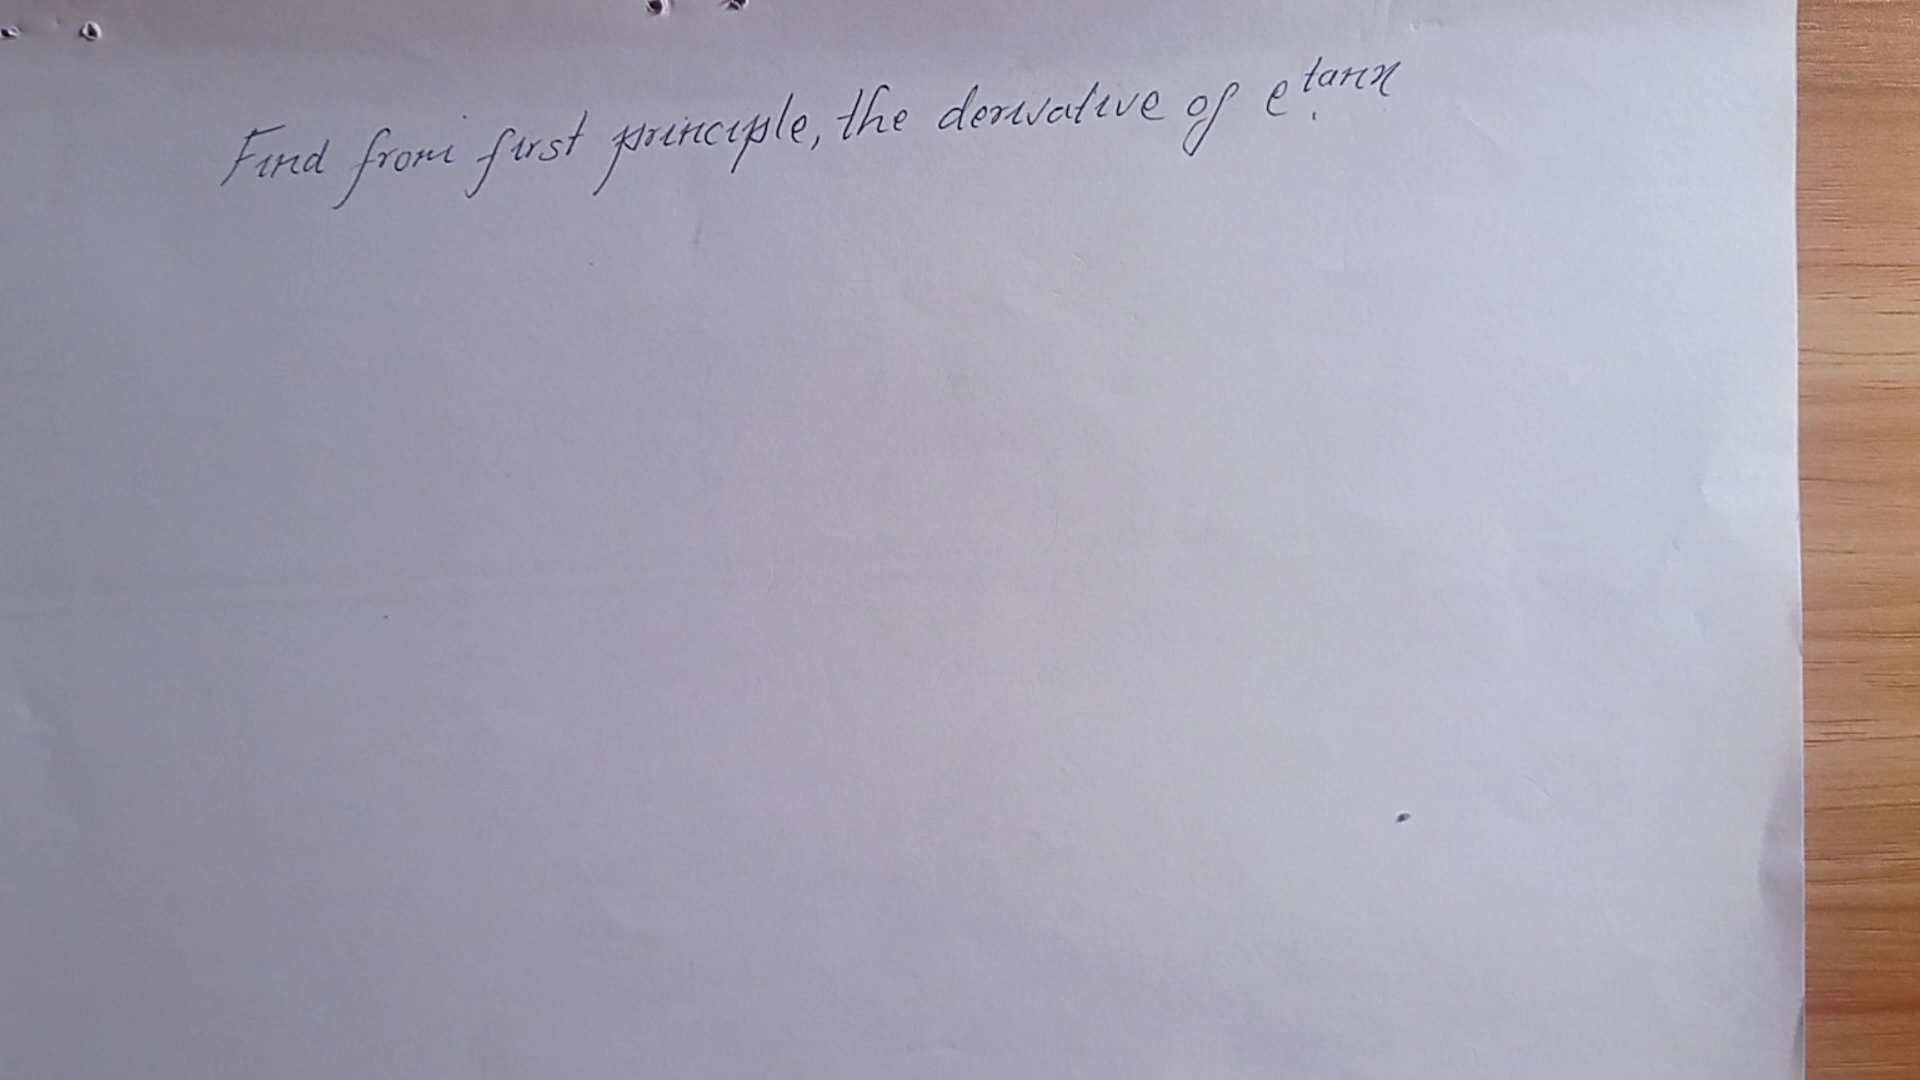 Find from first principle, the derivative of e^tanx.